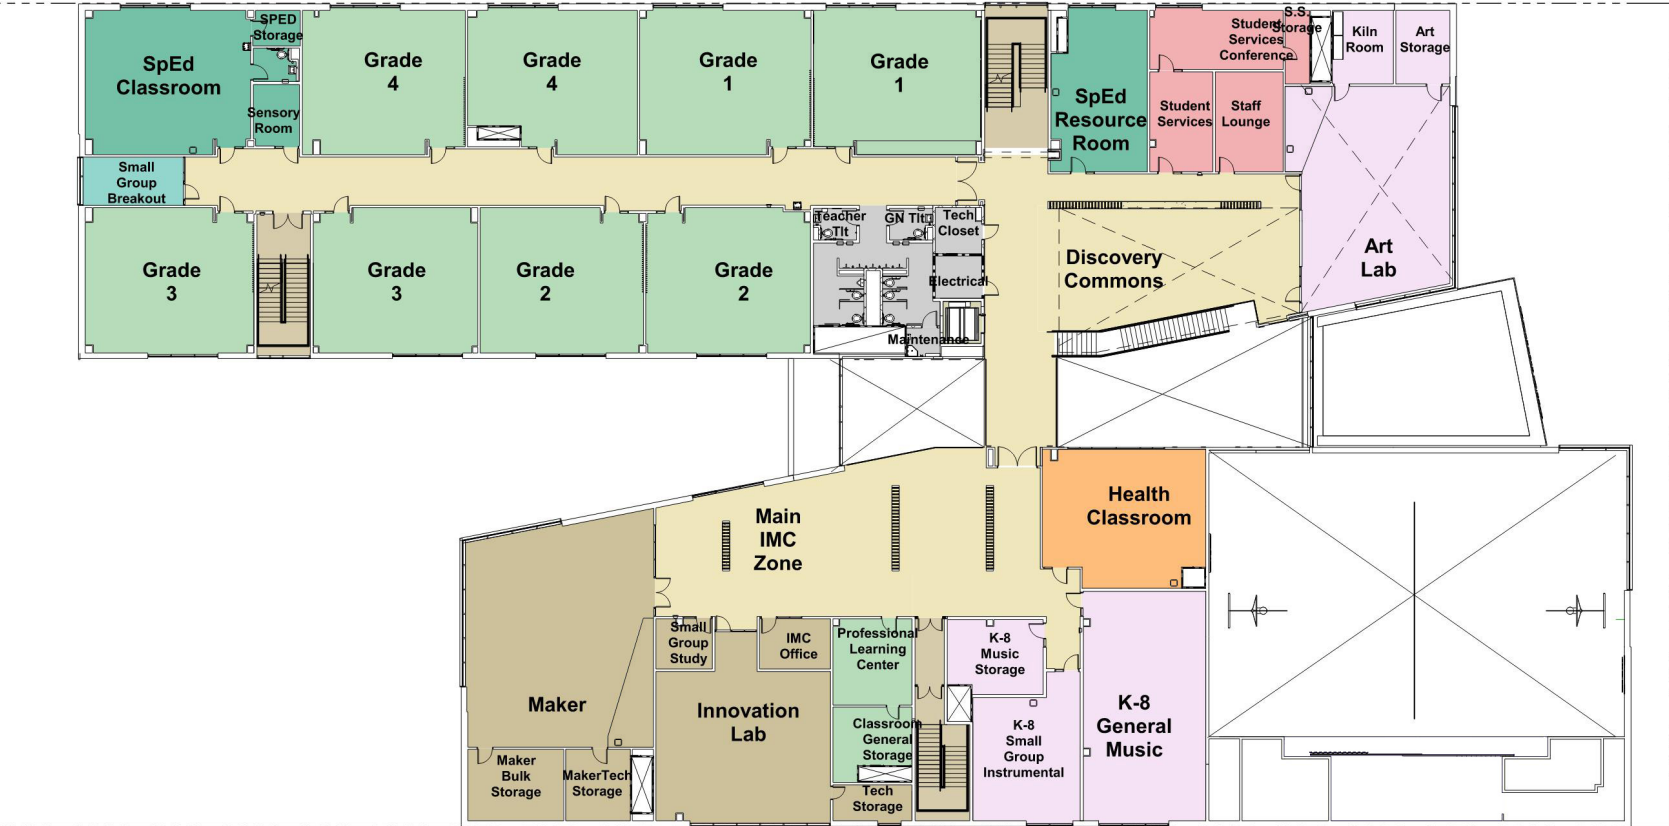 SpEd
Classroom
SPED
Storage
Sensory
Room
Grade
4
Grade
4
Grade
1
Grade
1
SpEd
Resource
Room
Student
Services
Conference
S.S.
Storage
Kiln
Room
Art
Storage
Student
Services
Staff
Lounge
Small
Group
Breakout
Grade
3
Grade
3
Grade
2
Grade
2
Teacher
Tlt
GN Tlt
Tech
Closet
Electrical
Maintenance
Discovery
Commons
Art
Lab
Main
IMC
Zone
Health
Classroom
Maker
Small
Group
Study
IMC
Office
Professional
Learning
Center
K-8
Music
Storage
Innovation
Lab
Classroom
General
Storage
K-8
Small
Group
Instrumental
K-8
General
Music
Maker
Bulk
Storage
MakerTech
Storage
Tech
Storage